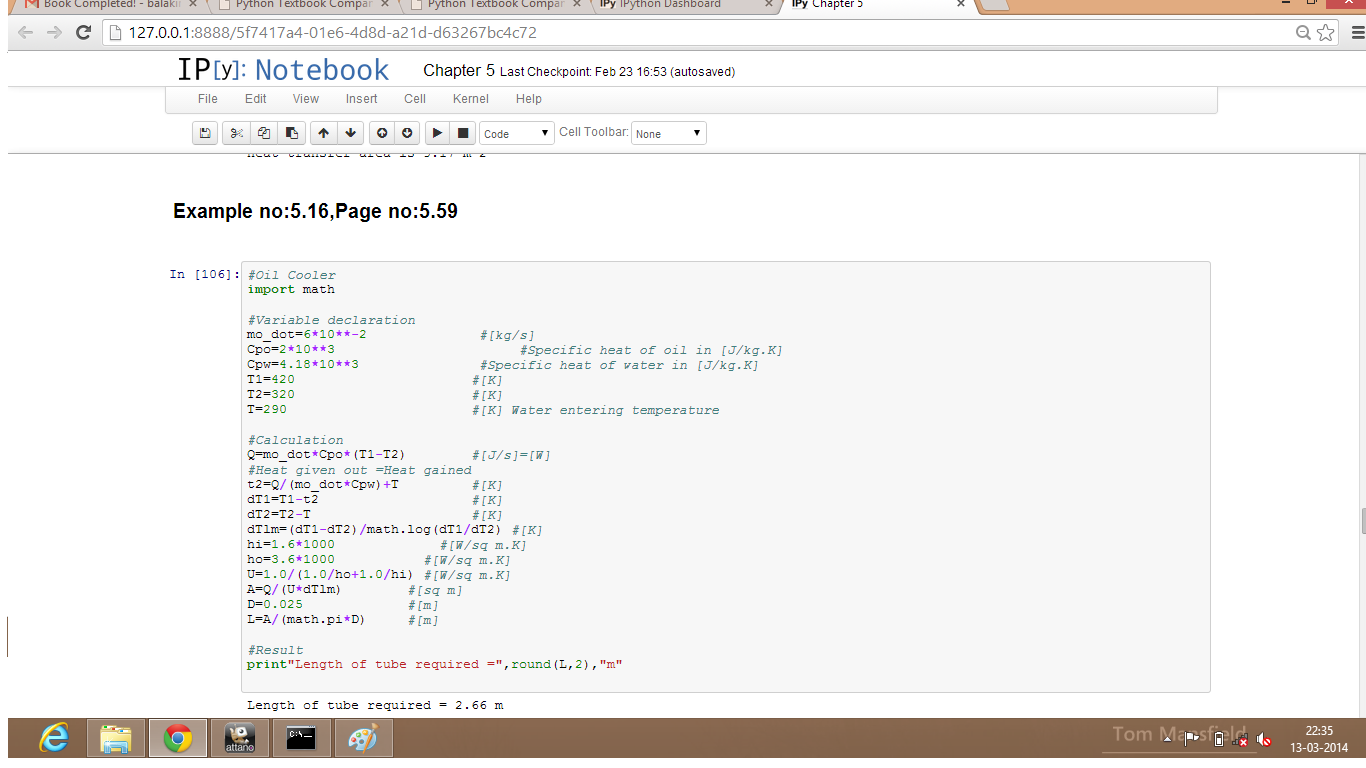 Book Completed! - balaki
Python Textbook Compar
Python Textbook Compar
IPy IPython Dashboard
IPy Chapter 5
127.0.0.1:8888/5f7417a4-01e6-4d8d-a21d-d63267bc4c72
IP[y]: Notebook
Chapter 5 Last Checkpoint: Feb 23 16:53 (autosaved)
File Edit View Insert Cell Kernel Help
Code Cell Toolbar: None
heat transfer area is 9.17 m^2
Example no:5.16,Page no:5.59
In [106]:
#Oil Cooler
import math
#Variable declaration
mo_dot=6*10**-2 #[kg/s]
Cpo=2*10**3 #Specific heat of oil in [J/kg.K]
Cpw=4.18*10**3 #Specific heat of water in [J/kg.K]
T1=420 #[K]
T2=320 #[K]
T=290 #[K] Water entering temperature
#Calculation
Q=mo_dot*Cpo*(T1-T2) #[J/s]=[W]
#Heat given out =Heat gained
t2=Q/(mo_dot*Cpw)+T #[K]
dT1=T1-t2 #[K]
dT2=T2-T #[K]
dTlm=(dT1-dT2)/math.log(dT1/dT2) #[K]
hi=1.6*1000 #[W/sq m.K]
ho=3.6*1000 #[W/sq m.K]
U=1.0/(1.0/ho+1.0/hi) #[W/sq m.K]
A=Q/(U*dTlm) #[sq m]
D=0.025 #[m]
L=A/(math.pi*D) #[m]
#Result
print"Length of tube required =",round(L,2),"m"
Length of tube required = 2.66 m
attano
C:\
Tom Mansfield
22:35
13-03-2014